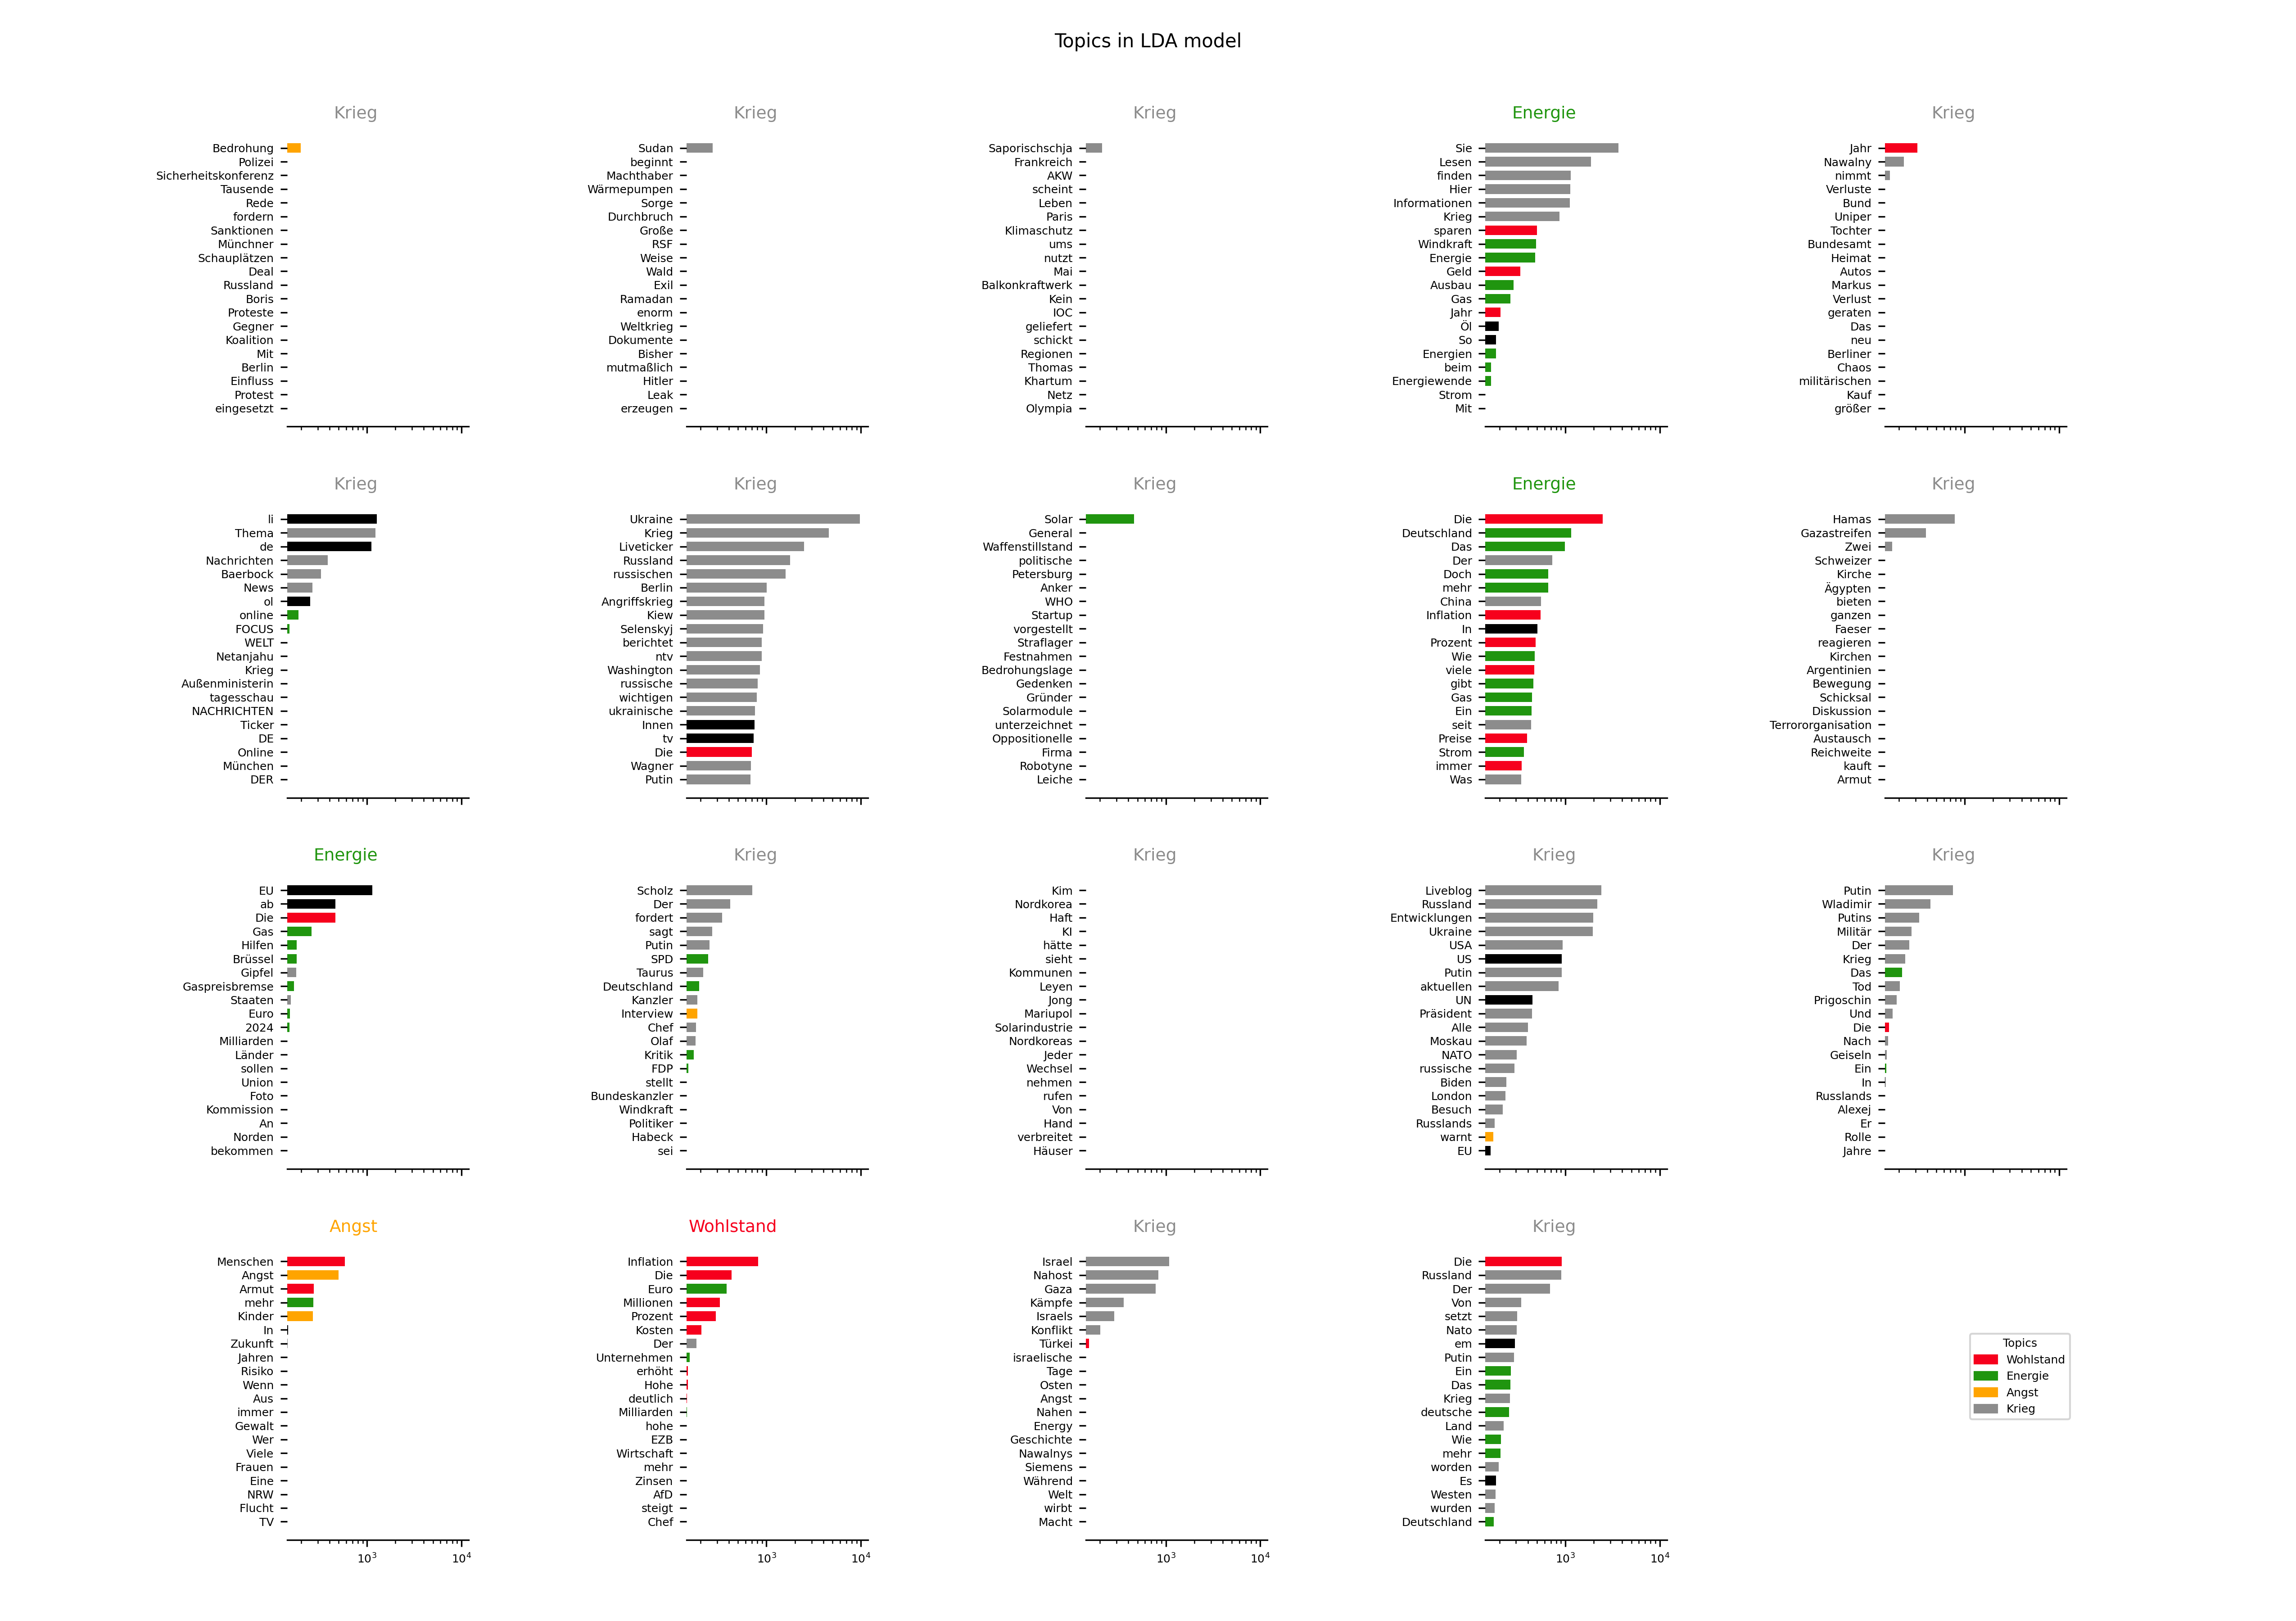 Topics in LDA model
Krieg
Bedrohung
Polizei
Sicherheitskonferenz
Tausende
Rede
fordern
Sanktionen
Münchner
Schauplätzen
Deal
Russland
Boris
Proteste
Gegner
Koalition
Mit
Berlin
Einfluss
Protest
eingesetzt
Krieg
Sudan
beginnt
Machthaber
Wärmepumpen
Sorge
Durchbruch
Große
RSF
Weise
Wald
Exil
Ramadan
enorm
Weltkrieg
Dokumente
Bisher
mutmaßlich
Hitler
Leak
erzeugen
Krieg
Saporischschja
Frankreich
AKW
scheint
Leben
Paris
Klimaschutz
ums
nutzt
Mai
Balkonkraftwerk
Kein
IOC
geliefert
schickt
Regionen
Thomas
Khartum
Netz
Olympia
Energie
Sie
Lesen
finden
Hier
Informationen
Krieg
sparen
Windkraft
Energie
Geld
Ausbau
Gas
Jahr
Öl
So
Energien
beim
Energiewende
Strom
Mit
Krieg
Jahr
Nawalny
nimmt
Verluste
Bund
Uniper
Tochter
Bundesamt
Heimat
Autos
Markus
Verlust
geraten
Das
neu
Berliner
Chaos
militärischen
Kauf
größer
Krieg
li
Thema
de
Nachrichten
Baerbock
News
ol
online
FOCUS
WELT
Netanjahu
Krieg
Außenministerin
tagesschau
NACHRICHTEN
Ticker
DE
Online
München
DER
Krieg
Ukraine
Krieg
Liveticker
Russland
russischen
Berlin
Angriffskrieg
Kiew
Selenskyj
berichtet
ntv
Washington
russische
wichtigen
ukrainische
Innen
tv
Die
Wagner
Putin
Krieg
Solar
General
Waffenstillstand
politische
Petersburg
Anker
WHO
Startup
vorgestellt
Straflager
Festnahmen
Bedrohungslage
Gedenken
Gründer
Solarmodule
unterzeichnet
Oppositionelle
Firma
Robotyne
Leiche
Energie
Die
Deutschland
Das
Der
Doch
mehr
China
Inflation
In
Prozent
Wie
viele
gibt
Gas
Ein
seit
Preise
Strom
immer
Was
Krieg
Hamas
Gazastreifen
Zwei
Schweizer
Kirche
Ägypten
bieten
ganzen
Faeser
reagieren
Kirchen
Argentinien
Bewegung
Schicksal
Diskussion
Terrororganisation
Austausch
Reichweite
kauft
Armut
Energie
EU
ab
Die
Gas
Hilfen
Brüssel
Gipfel
Gaspreisbremse
Staaten
Euro
2024
Milliarden
Länder
sollen
Union
Foto
Kommission
An
Norden
bekommen
Krieg
Scholz
Der
fordert
sagt
Putin
SPD
Taurus
Deutschland
Kanzler
Interview
Chef
Olaf
Kritik
FDP
stellt
Bundeskanzler
Windkraft
Politiker
Habeck
sei
Krieg
Kim
Nordkorea
Haft
KI
hätte
sieht
Kommunen
Leyen
Jong
Mariupol
Solarindustrie
Nordkoreas
Jeder
Wechsel
nehmen
rufen
Von
Hand
verbreitet
Häuser
Krieg
Liveblog
Russland
Entwicklungen
Ukraine
USA
US
Putin
aktuellen
UN
Präsident
Alle
Moskau
NATO
russische
Biden
London
Besuch
Russlands
warnt
EU
Krieg
Putin
Wladimir
Putins
Militär
Der
Krieg
Das
Tod
Prigoschin
Und
Die
Nach
Geiseln
Ein
In
Russlands
Alexej
Er
Rolle
Jahre
Angst
Menschen
Angst
Armut
mehr
Kinder
In
Zukunft
Jahren
Risiko
Wenn
Aus
immer
Gewalt
Wer
Viele
Frauen
Eine
NRW
Flucht
TV
10³ 10⁴
Wohlstand
Inflation
Die
Euro
Millionen
Prozent
Kosten
Der
Unternehmen
erhöht
Hohe
deutlich
Milliarden
hohe
EZB
Wirtschaft
mehr
Zinsen
AfD
steigt
Chef
10³ 10⁴
Krieg
Israel
Nahost
Gaza
Kämpfe
Israels
Konflikt
Türkei
israelische
Tage
Osten
Angst
Nahen
Energy
Geschichte
Nawalnys
Siemens
Während
Welt
wirbt
Macht
10³ 10⁴
Krieg
Die
Russland
Der
Von
setzt
Nato
em
Putin
Ein
Das
Krieg
deutsche
Land
Wie
mehr
worden
Es
Westen
wurden
Deutschland
10³ 10⁴
Topics
Wohlstand
Energie
Angst
Krieg